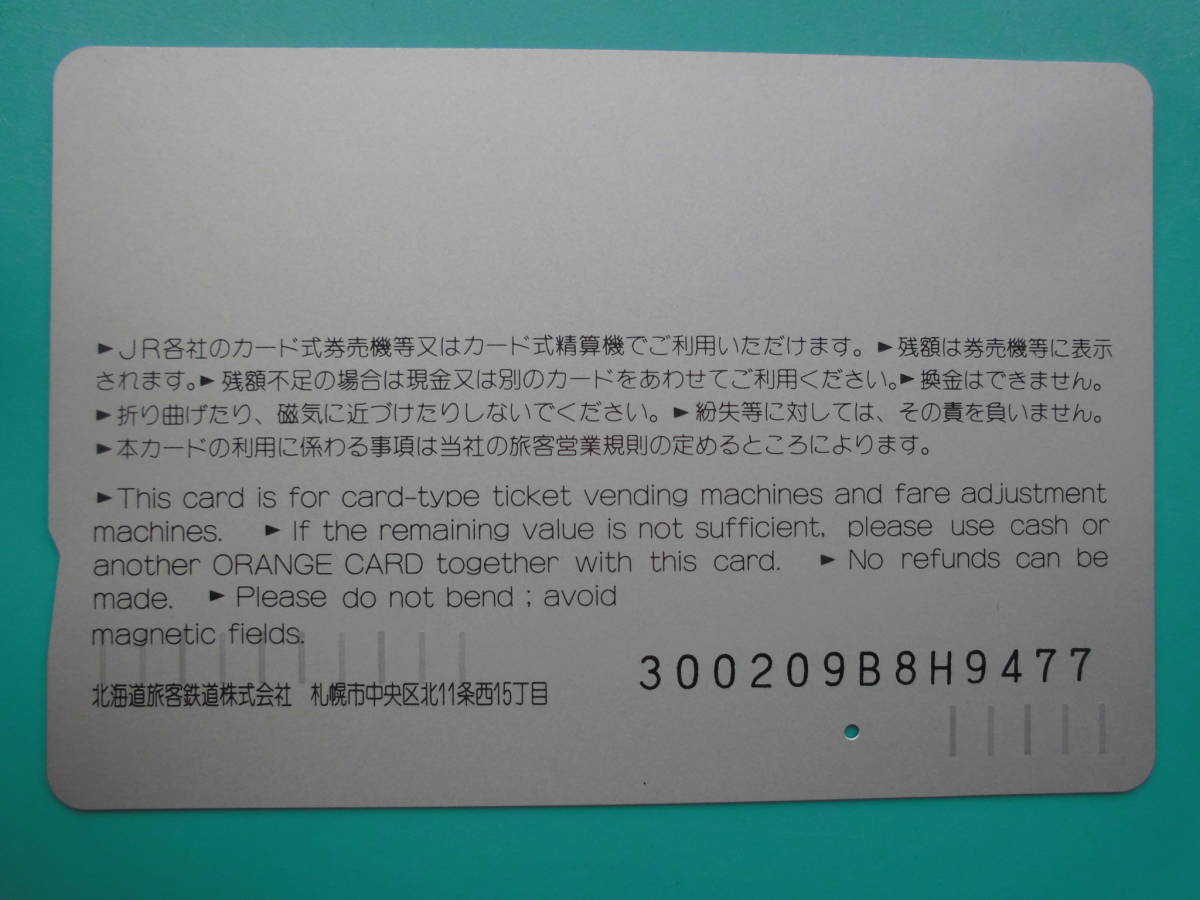 ►JR各社のカード式券売機等又はカード式精算機でご利用いただけます。►残額は券売機等に表示
されます。►残額不足の場合は現金又は別のカードをあわせてご利用ください。►換金はできません。
►折り曲げたり、磁気に近づけたりしないでください。►紛失等に対しては、その責を負いません。
►本カードの利用に係わる事項は当社の旅客営業規則の定めるところによります。
►This card is for card-type ticket vending machines and fare adjustment
machines. ►If the remaining value is not sufficient, please use cash or
another ORANGE CARD together with this card. ►No refunds can be
made. ►Please do not bend ; avoid
magnetic fields.
300209B8H9477
北海道旅客鉄道株式会社 札幌市中央区北11条西15丁目